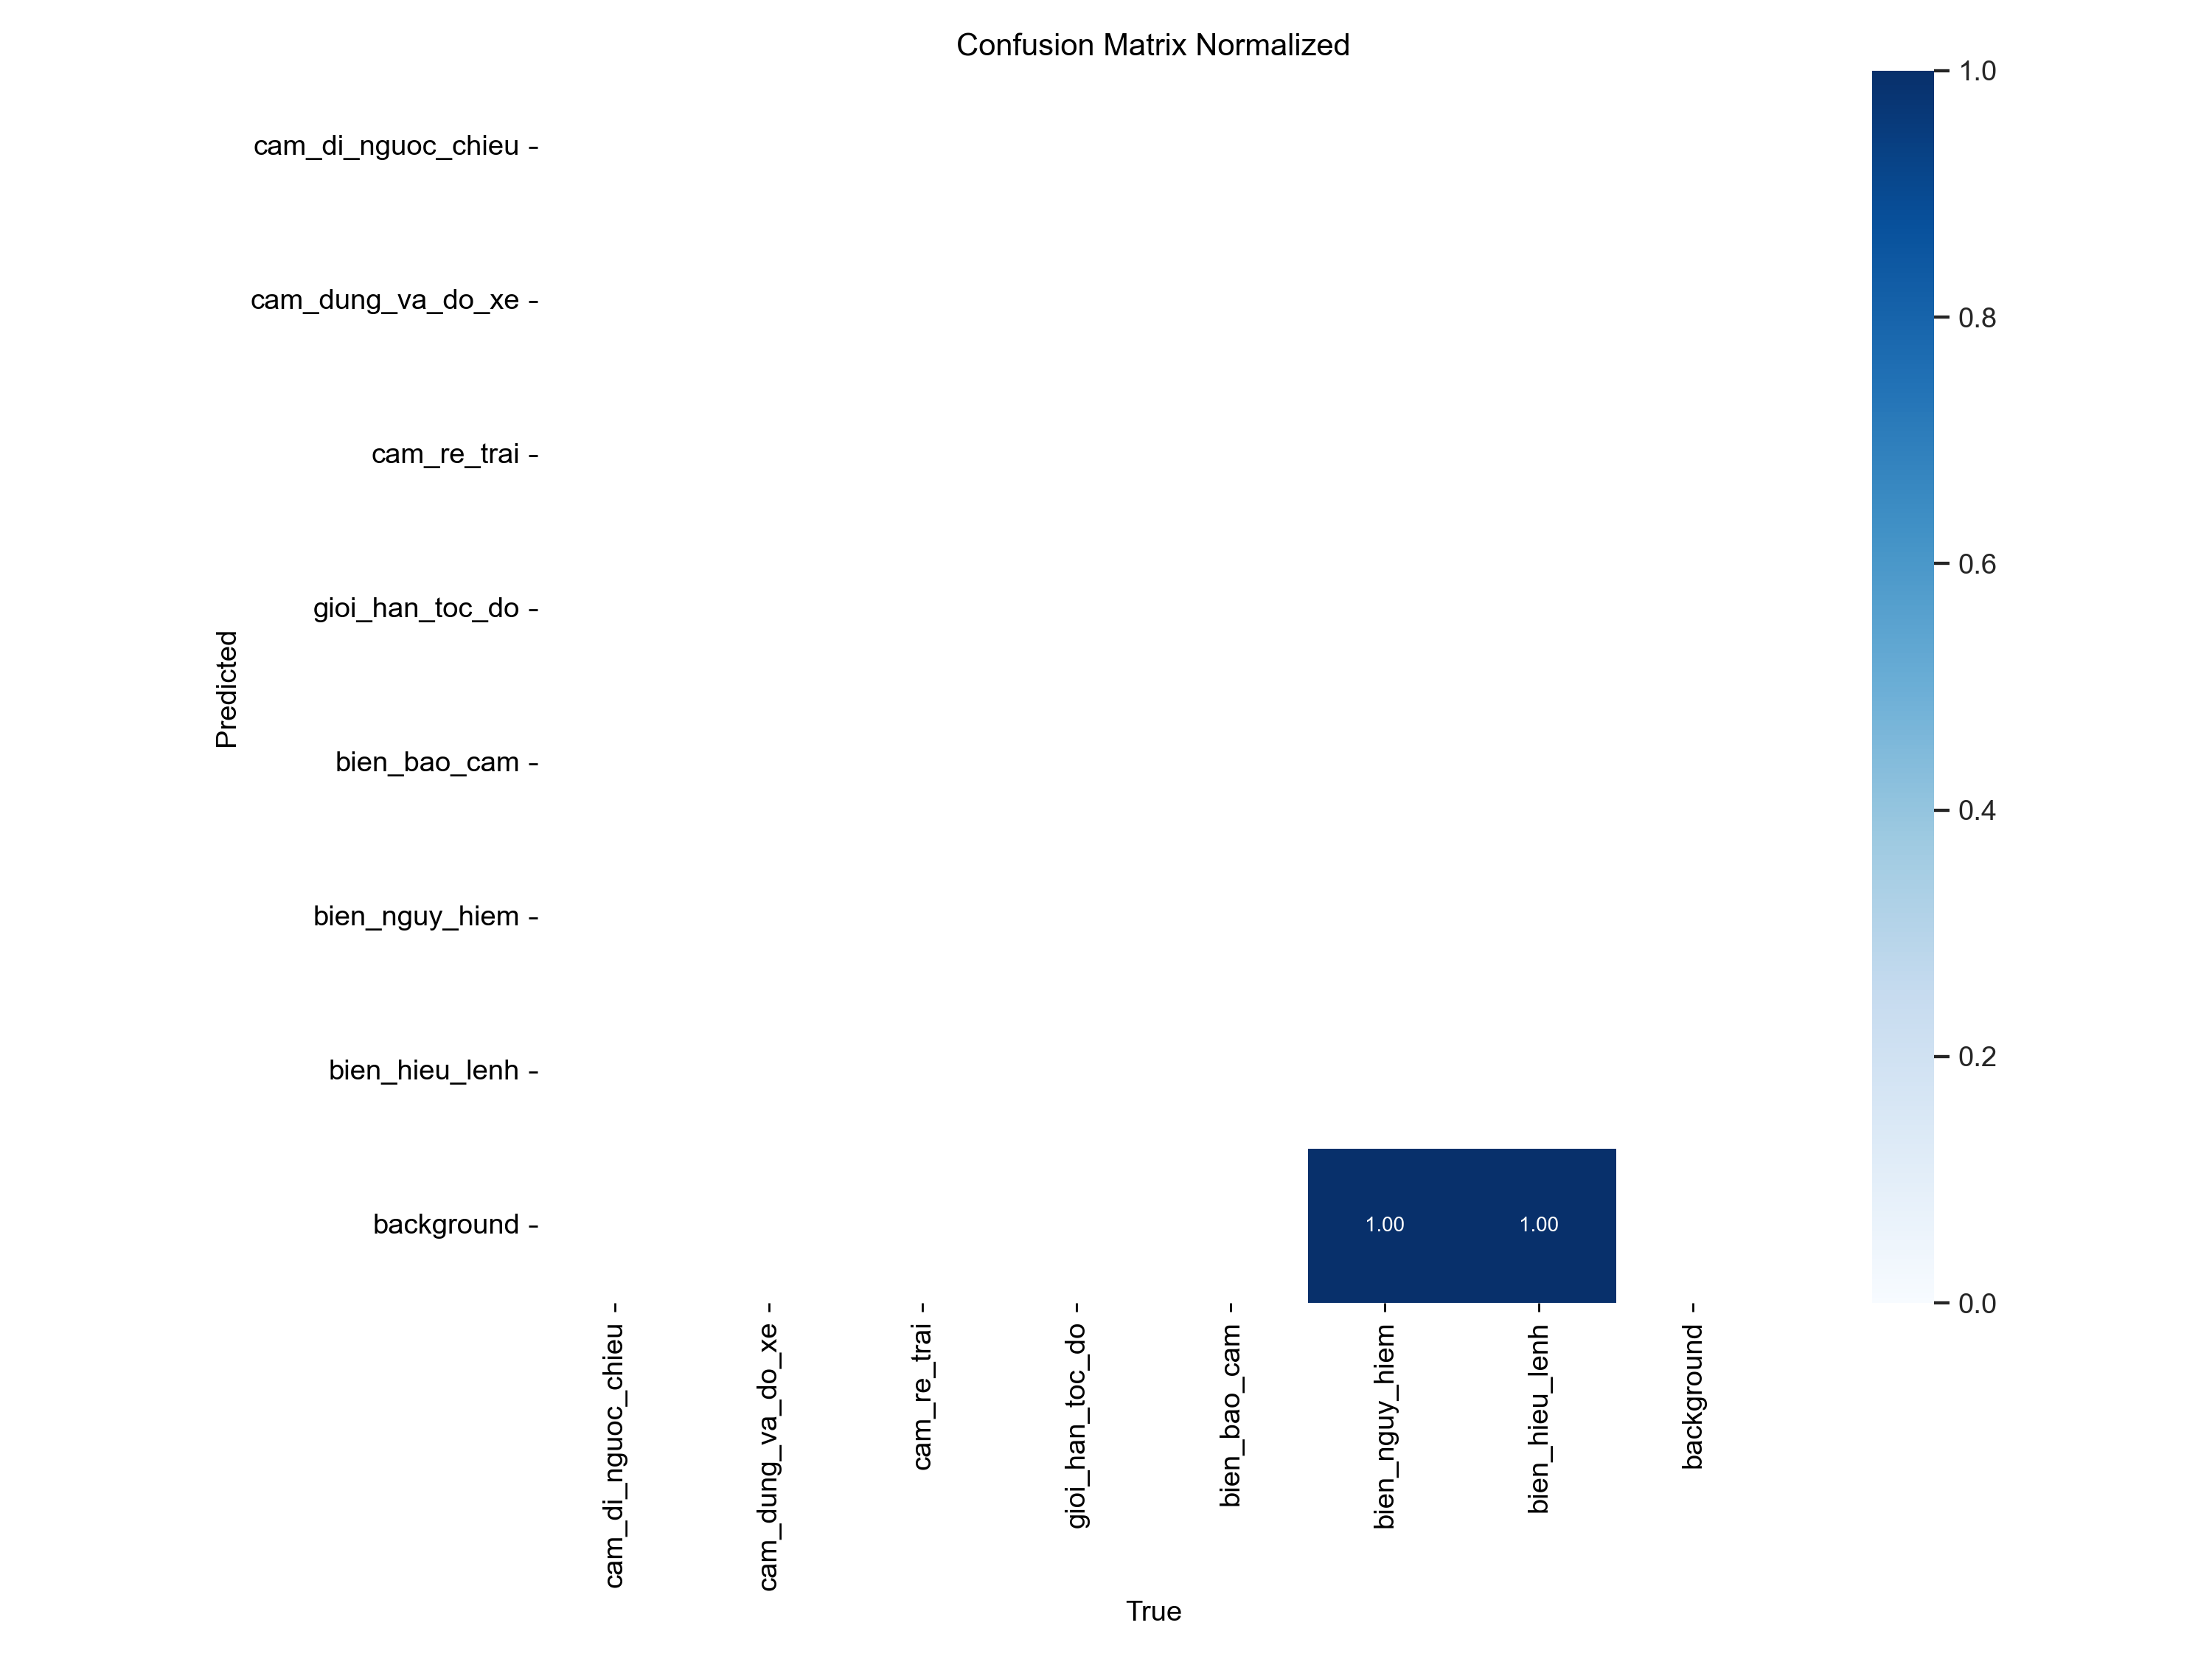 Confusion Matrix Normalized
cam_di_nguoc_chieu
cam_dung_va_do_xe
cam_re_trai
gioi_han_toc_do
bien_bao_cam
bien_nguy_hiem
bien_hieu_lenh
background
Predicted
1.00
1.00
cam_di_nguoc_chieu
cam_dung_va_do_xe
cam_re_trai
gioi_han_toc_do
bien_bao_cam
bien_nguy_hiem
bien_hieu_lenh
background
True
1.0
0.8
0.6
0.4
0.2
0.0